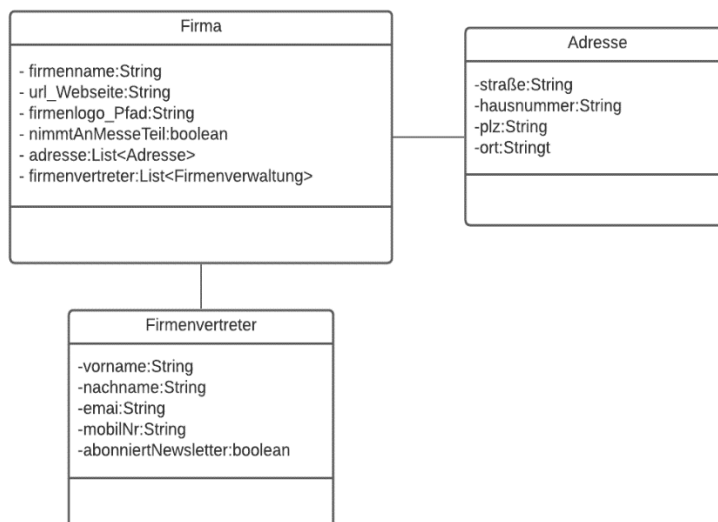 Firma
- firmenname:String
- url_Webseite:String
- firmenlogo_Pfad:String
- nimmtAnMesseTeil:boolean
- adresse:List<Adresse>
- firmenvertreter:List<Firmenverwaltung>
Adresse
-straße:String
-hausnummer:String
-plz:String
-ort:Stringt
Firmenvertreter
-vorname:String
-nachname:String
-emai:String
-mobilNr:String
-abonniertNewsletter:boolean